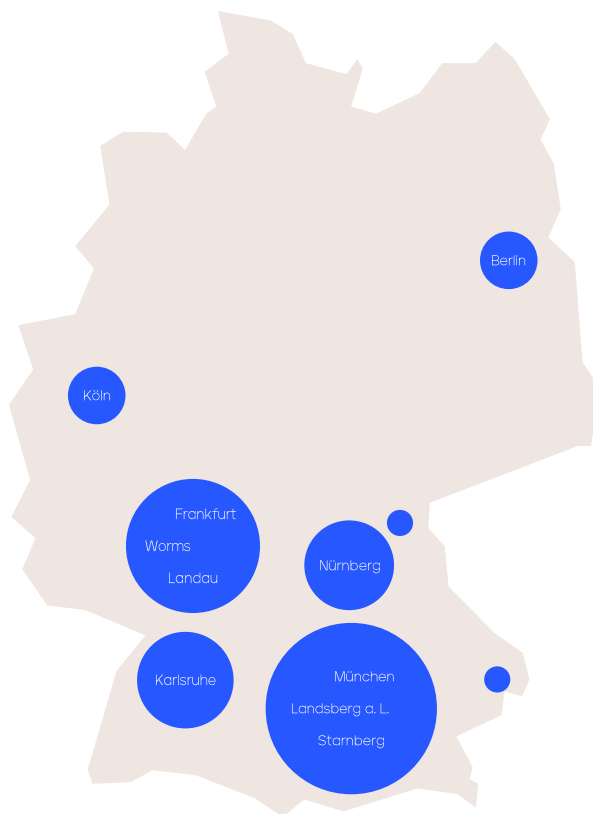 Berlin
Köln
Frankfurt
Worms
Landau
Nürnberg
Karlsruhe
München
Landsberg a. L.
Starnberg